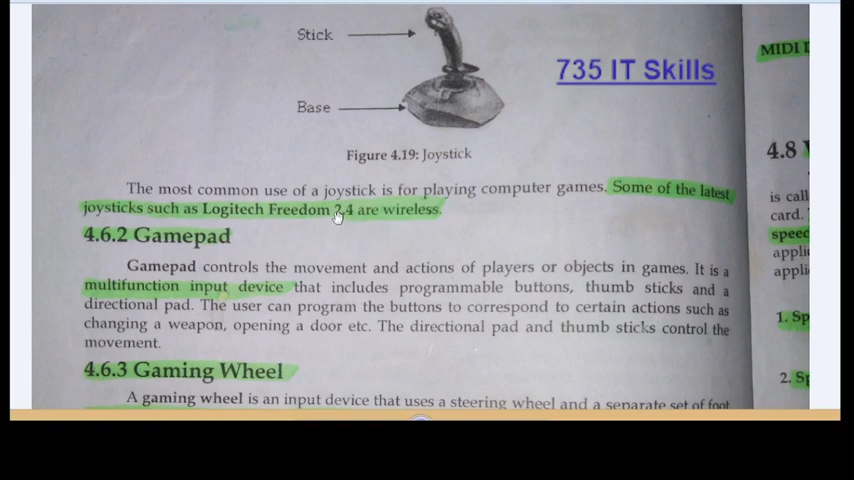 Stick
735 IT Skills
Base
Figure 4.19: Joystick
The most common use of a joystick is for playing computer games. Some of the latest
joysticks such as Logitech Freedom 2.4 are wireless.
4.6.2 Gamepad
Gamepad controls the movement and actions of players or objects in games. It is a
multifunction input device that includes programmable buttons, thumb sticks and a
directional pad. The user can program the buttons to correspond to certain actions such as
changing a weapon, opening a door etc. The directional pad and thumb sticks control the
movement.
4.6.3 Gaming Wheel
A gaming wheel is an input device that uses a steering wheel and a separate set of foot
MIDI
4.8
is call
card.
speec
appli
appli
1. Sp
2. Sp